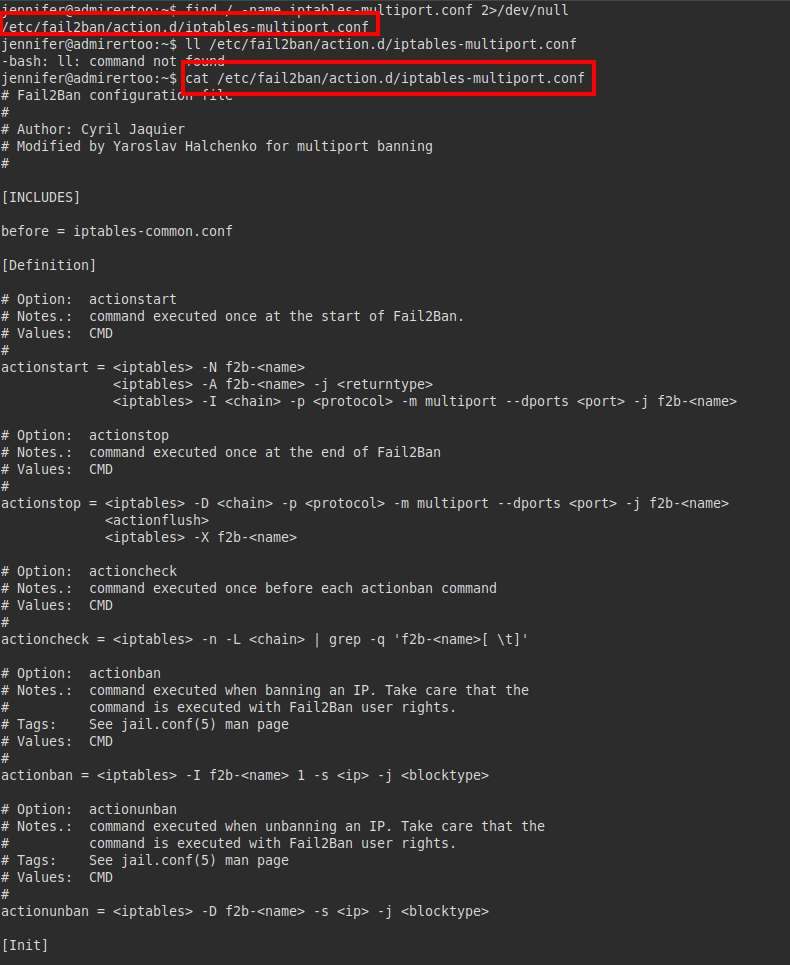 jennifer@admirertoo:~$ find / -name iptables-multiport.conf 2>/dev/null
/etc/fail2ban/action.d/iptables-multiport.conf
jennifer@admirertoo:~$ ll /etc/fail2ban/action.d/iptables-multiport.conf
-bash: ll: command not found
jennifer@admirertoo:~$ cat /etc/fail2ban/action.d/iptables-multiport.conf
# Fail2Ban configuration file
#
# Author: Cyril Jaquier
# Modified by Yaroslav Halchenko for multiport banning
#

[INCLUDES]

before = iptables-common.conf

[Definition]

# Option:  actionstart
# Notes.:  command executed once at the start of Fail2Ban.
# Values:  CMD
#
actionstart = <iptables> -N f2b-<name>
              <iptables> -A f2b-<name> -j <returntype>
              <iptables> -I <chain> -p <protocol> -m multiport --dports <port> -j f2b-<name>

# Option:  actionstop
# Notes.:  command executed once at the end of Fail2Ban
# Values:  CMD
#
actionstop = <iptables> -D <chain> -p <protocol> -m multiport --dports <port> -j f2b-<name>
             <actionflush>
             <iptables> -X f2b-<name>

# Option:  actioncheck
# Notes.:  command executed once before each actionban command
# Values:  CMD
#
actioncheck = <iptables> -n -L <chain> | grep -q 'f2b-<name>[ \t]'

# Option:  actionban
# Notes.:  command executed when banning an IP. Take care that the
#          command is executed with Fail2Ban user rights.
# Tags:    See jail.conf(5) man page
# Values:  CMD
#
actionban = <iptables> -I f2b-<name> 1 -s <ip> -j <blocktype>

# Option:  actionunban
# Notes.:  command executed when unbanning an IP. Take care that the
#          command is executed with Fail2Ban user rights.
# Tags:    See jail.conf(5) man page
# Values:  CMD
#
actionunban = <iptables> -D f2b-<name> -s <ip> -j <blocktype>

[Init]